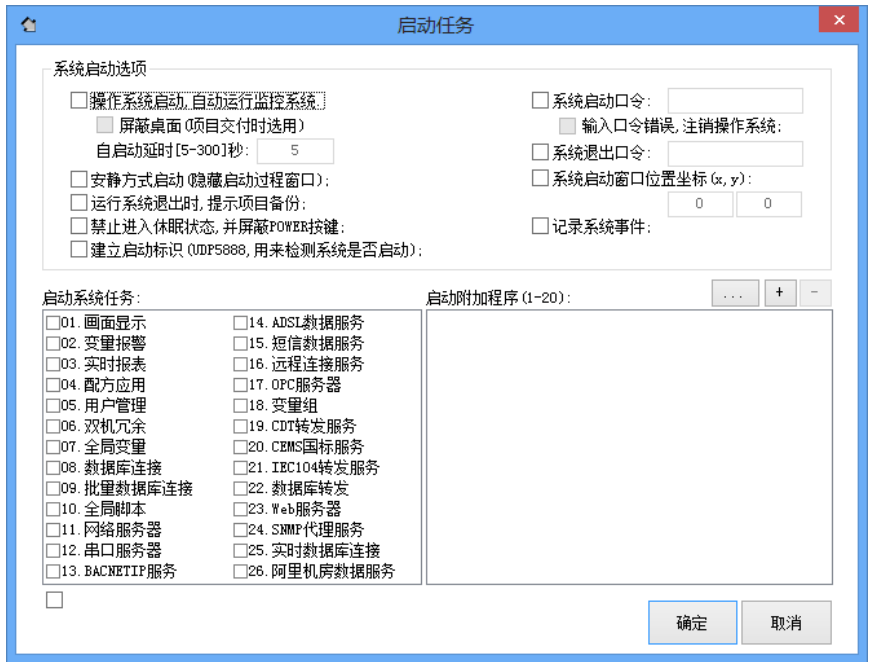 启动任务
系统启动选项
操作系统启动,自动运行监控系统.
屏蔽桌面(项目交付时选用)
自启动延时[5-300]秒: 5
安静方式启动(隐藏启动过程窗口);
运行系统退出时,提示项目备份;
禁止进入休眠状态,并屏蔽POWER按键;
建立启动标识(UDP5888,用来检测系统是否启动);
系统启动口令:
输入口令错误,注销操作系统;
系统退出口令:
系统启动窗口位置坐标(x,y):
0 0
记录系统事件;
启动系统任务:
01.画面显示
02.变量报警
03.实时报表
04.配方应用
05.用户管理
06.双机冗余
07.全局变量
08.数据库连接
09.批量数据库连接
10.全局脚本
11.网络服务器
12.串口服务器
13.BACNETIP服务
14.ADSL数据服务
15.短信数据服务
16.远程连接服务
17.OPC服务器
18.变量组
19.CDT转发服务
20.CEMS国标服务
21.IEC104转发服务
22.数据库转发
23.Web服务器
24.SNMP代理服务
25.实时数据库连接
26.阿里机房数据服务
启动附加程序(1-20):
... + -
确定 取消